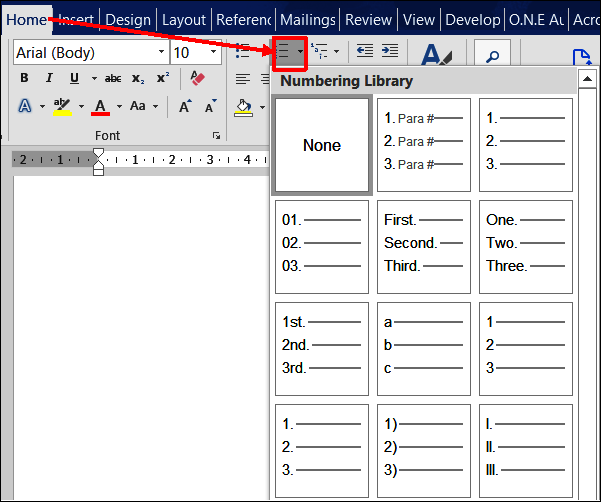 Home Insert Design Layout Referenc Mailings Review View Develop O.N.E Au Acro
Arial (Body) 10
B I U abc x₂ x²
A aby A Aa A A
Font
2 1 1 2 3 4
Numbering Library
None
1. Para #
2. Para #
3. Para #
1.
2.
3.
01.
02.
03.
First.
Second.
Third.
One.
Two.
Three.
1st.
2nd.
3rd.
a
b
c
1
2
3
1.
2.
3.
1)
2)
3)
I.
II.
III.